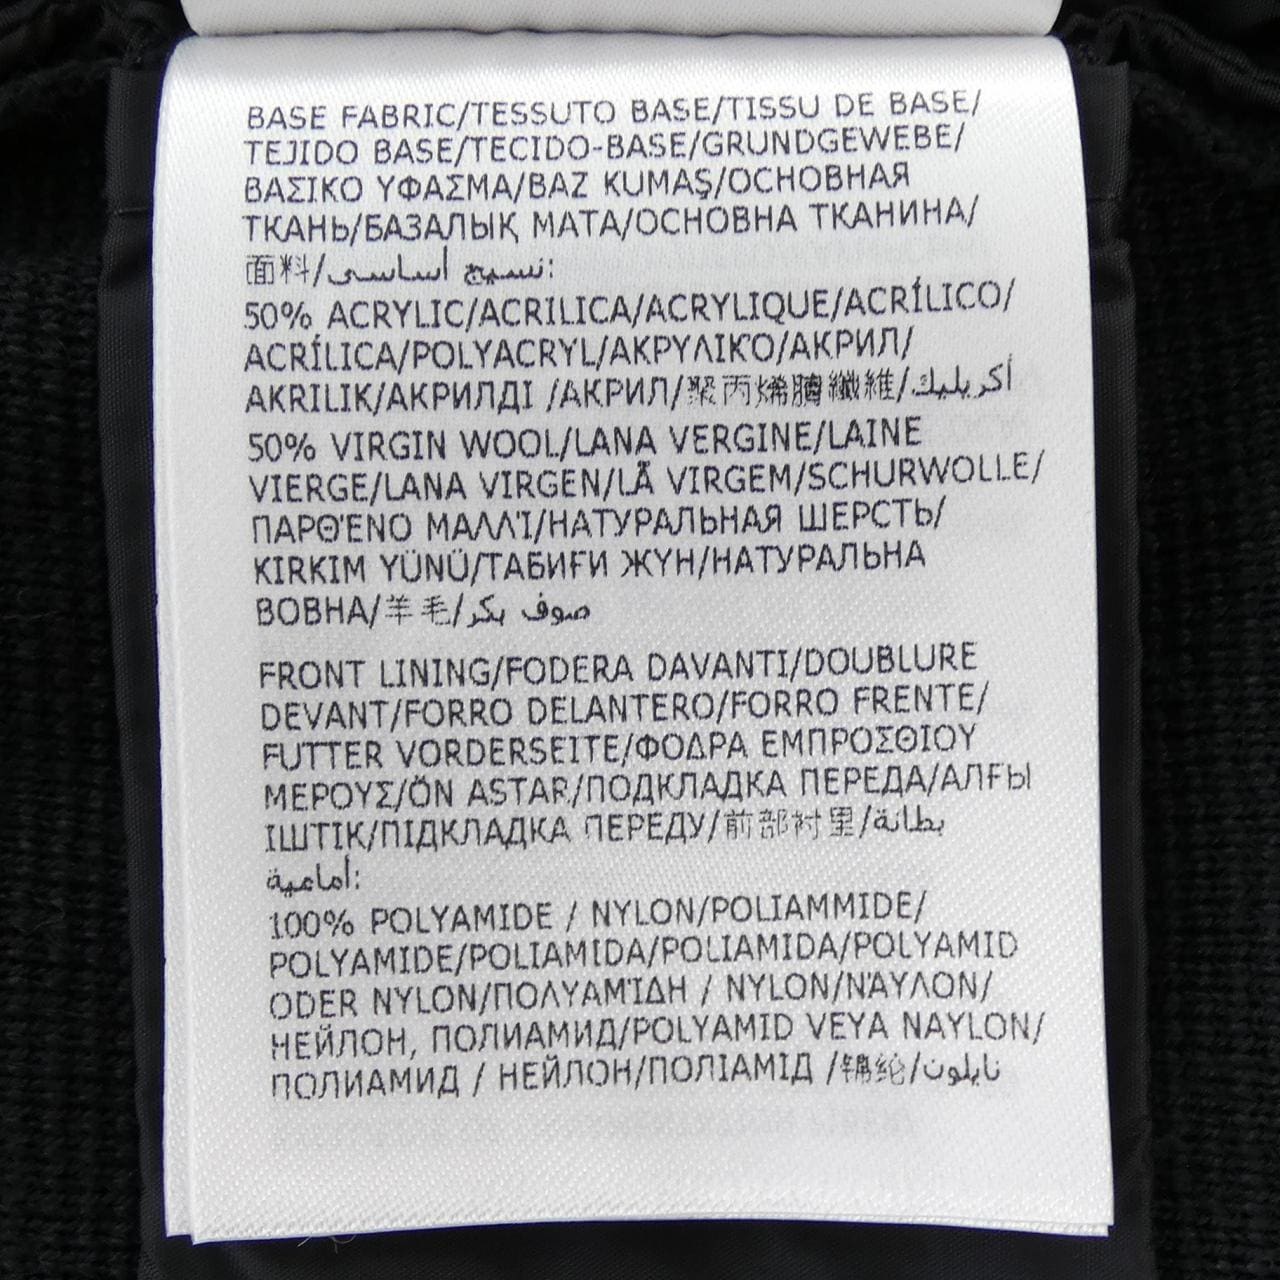 BASE FABRIC/TESSUTO BASE/TISSU DE BASE/
TEJIDO BASE/TECIDO-BASE/GRUNDGEWEBE/
ΒΑΣΙΚΟ ΥΦΑΣΜΑ/BAZ KUMAŞ/ОСНОВНАЯ
ТКАНЬ/БАЗАЛЫҚ МАТА/ОСНОВНА ТКАНИНА/
面料/نسيج أساسى:
50% ACRYLIC/ACRILICA/ACRYLIQUE/ACRÍLICO/
ACRÍLICA/POLYACRYL/ΑΚΡΥΛΙΚΌ/АКРИЛ/
AKRILIK/АКРИЛДІ /АКРИЛ/聚丙烯腈纖維/أكريليك
50% VIRGIN WOOL/LANA VERGINE/LAINE
VIERGE/LANA VIRGEN/LÃ VIRGEM/SCHURWOLLE/
ΠΑΡΘΈΝΟ ΜΑΛΛΊ/НАТУРАЛЬНАЯ ШЕРСТЬ/
KIRKIM YÜNÜ/ТАБИҒИ ЖҮН/НАТУРАЛЬНА
ВОВНА/羊毛/صوف بكر
FRONT LINING/FODERA DAVANTI/DOUBLURE
DEVANT/FORRO DELANTERO/FORRO FRENTE/
FUTTER VORDERSEITE/ΦΟΔΡΑ ΕΜΠΡΟΣΘΙΟΥ
ΜΕΡΟΥΣ/ÖN ASTAR/ПОДКЛАДКА ПЕРЕДА/АЛҒЫ
ІШТІК/ПІДКЛАДКА ПЕРЕДУ/前部衬里/بطانة
أمامية:
100% POLYAMIDE / NYLON/POLIAMMIDE/
POLYAMIDE/POLIAMIDA/POLIAMIDA/POLYAMID
ODER NYLON/ΠΟΛΥΑΜΊΔΗ / NYLON/ΝΆΥΛΟΝ/
НЕЙЛОН, ПОЛИАМИД/POLYAMID VEYA NAYLON/
ПОЛИАМИД / НЕЙЛОН/ПОЛІАМІД /锦纶/نايلون